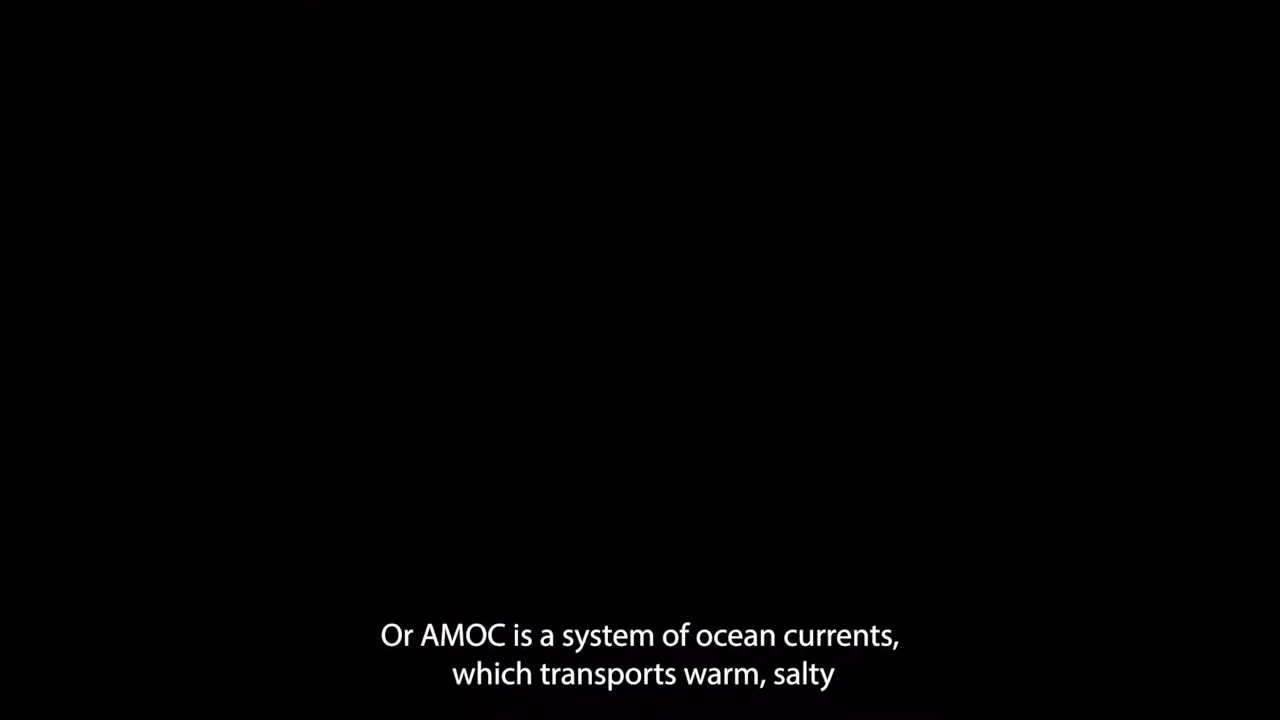 Or AMOC is a system of ocean currents,
which transports warm, salty